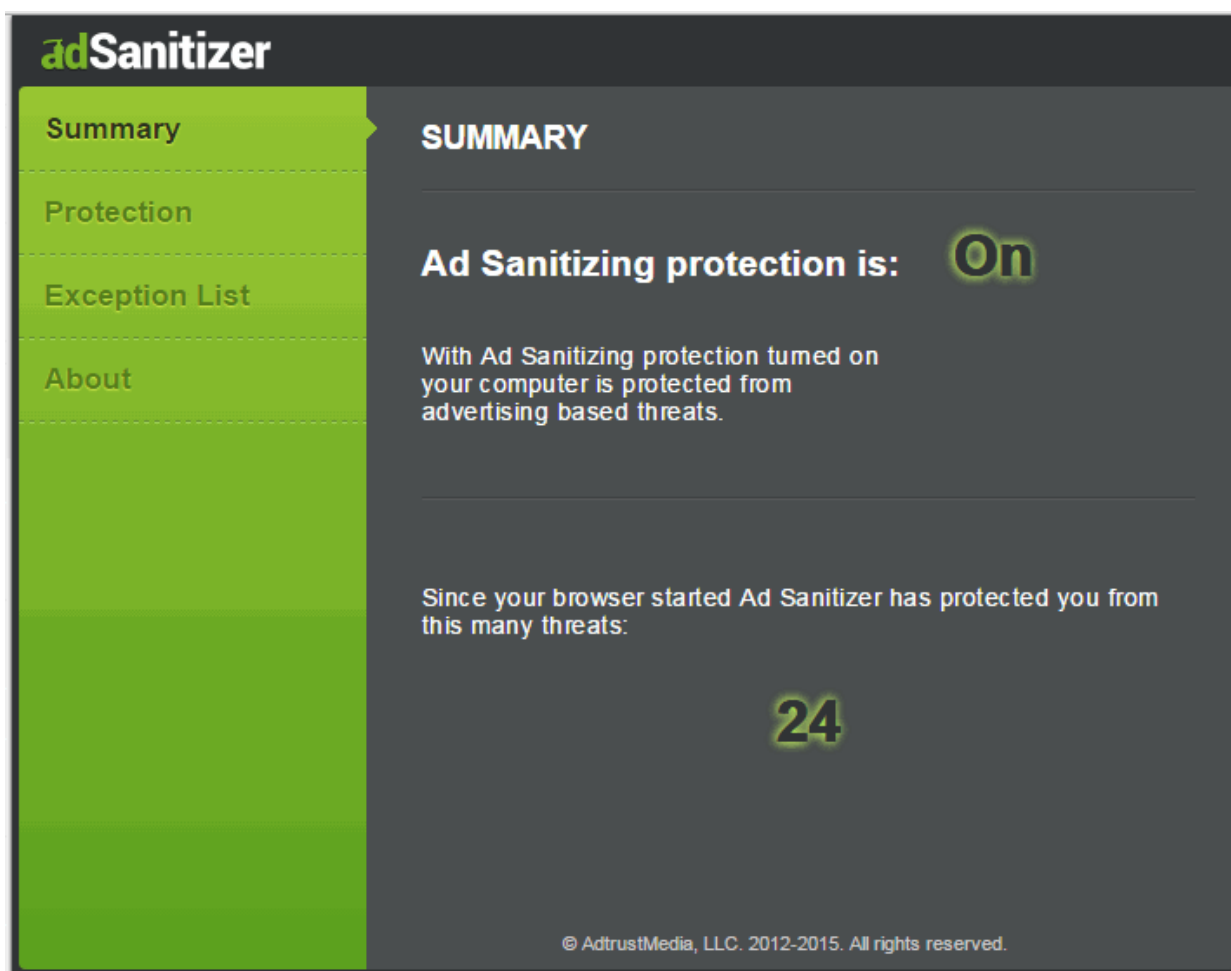 adSanitizer
Summary
Protection
Exception List
About
SUMMARY
Ad Sanitizing protection is: On
With Ad Sanitizing protection turned on
your computer is protected from
advertising based threats.
Since your browser started Ad Sanitizer has protected you from
this many threats:
24
© AdtrustMedia, LLC. 2012-2015. All rights reserved.